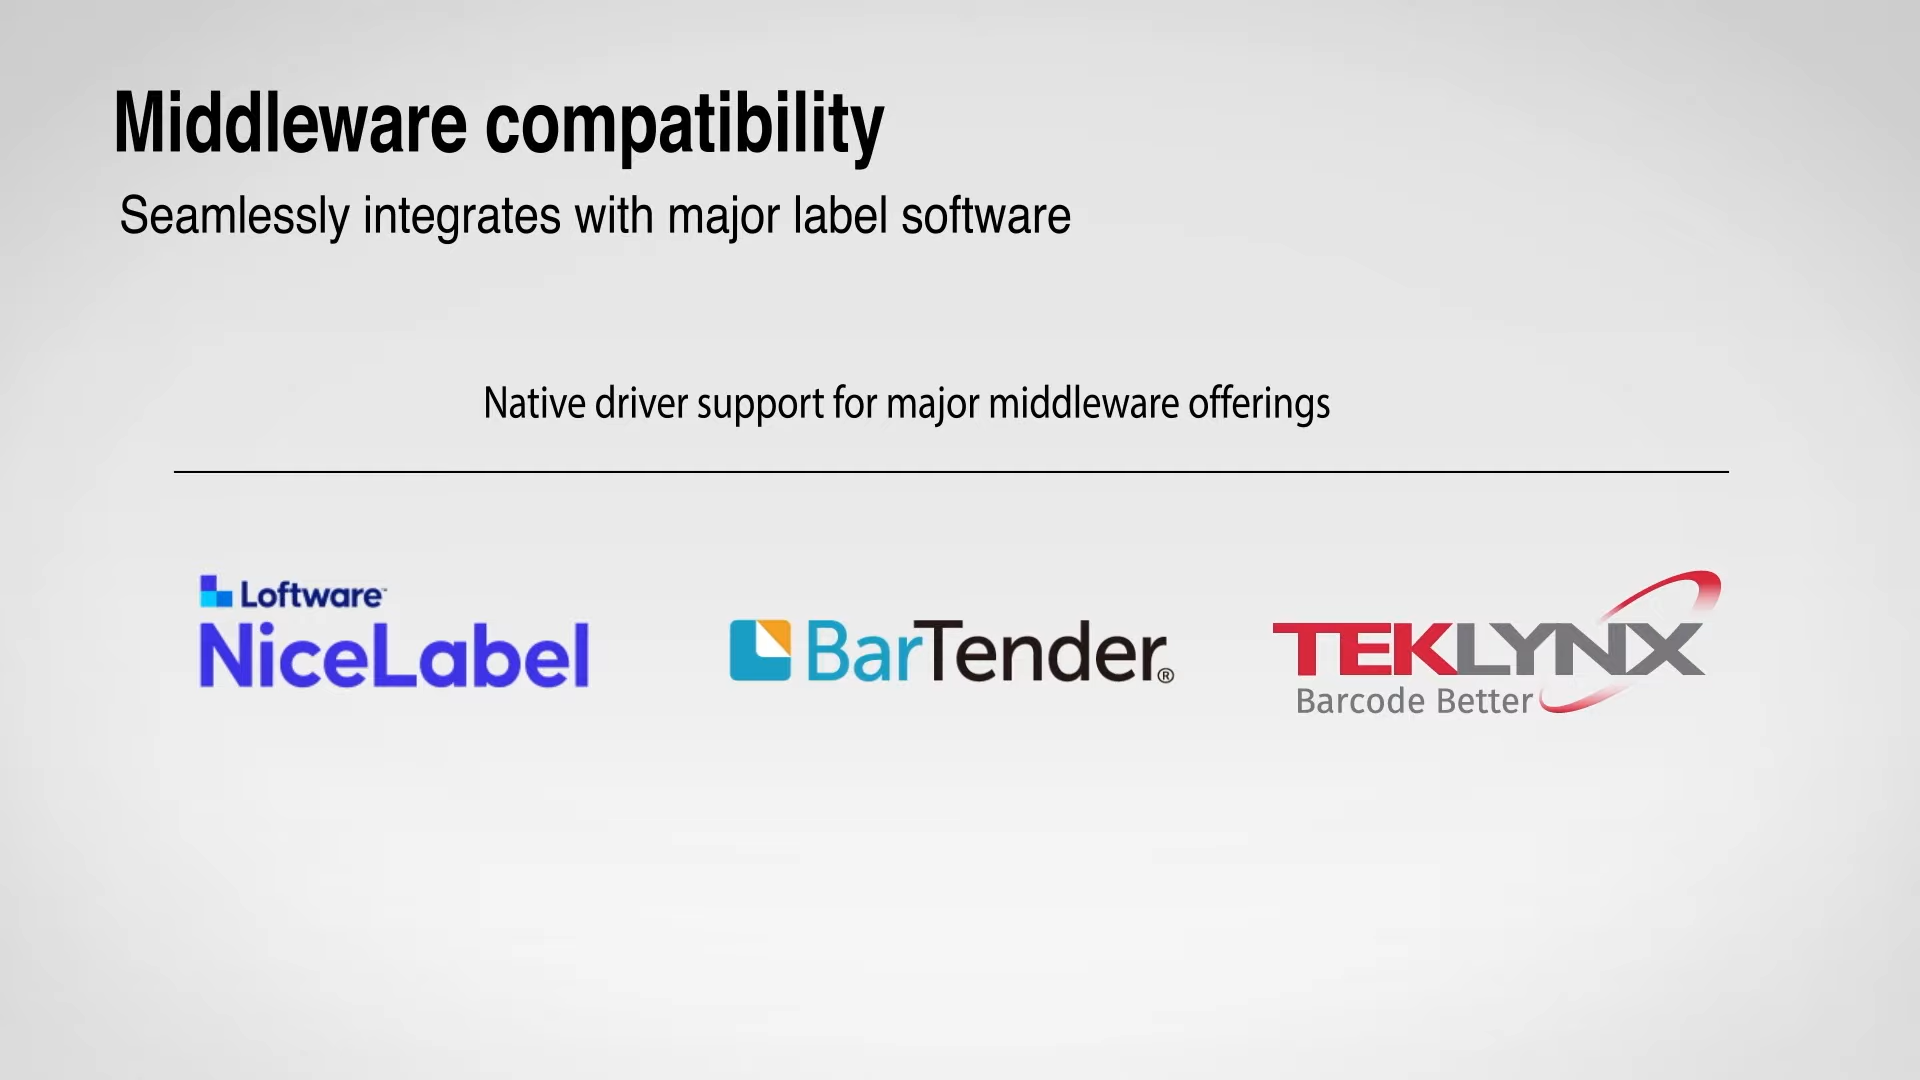 Middleware compatibility
Seamlessly integrates with major label software
Native driver support for major middleware offerings
Loftware™
NiceLabel
BarTender®
TEKLYNX
Barcode Better